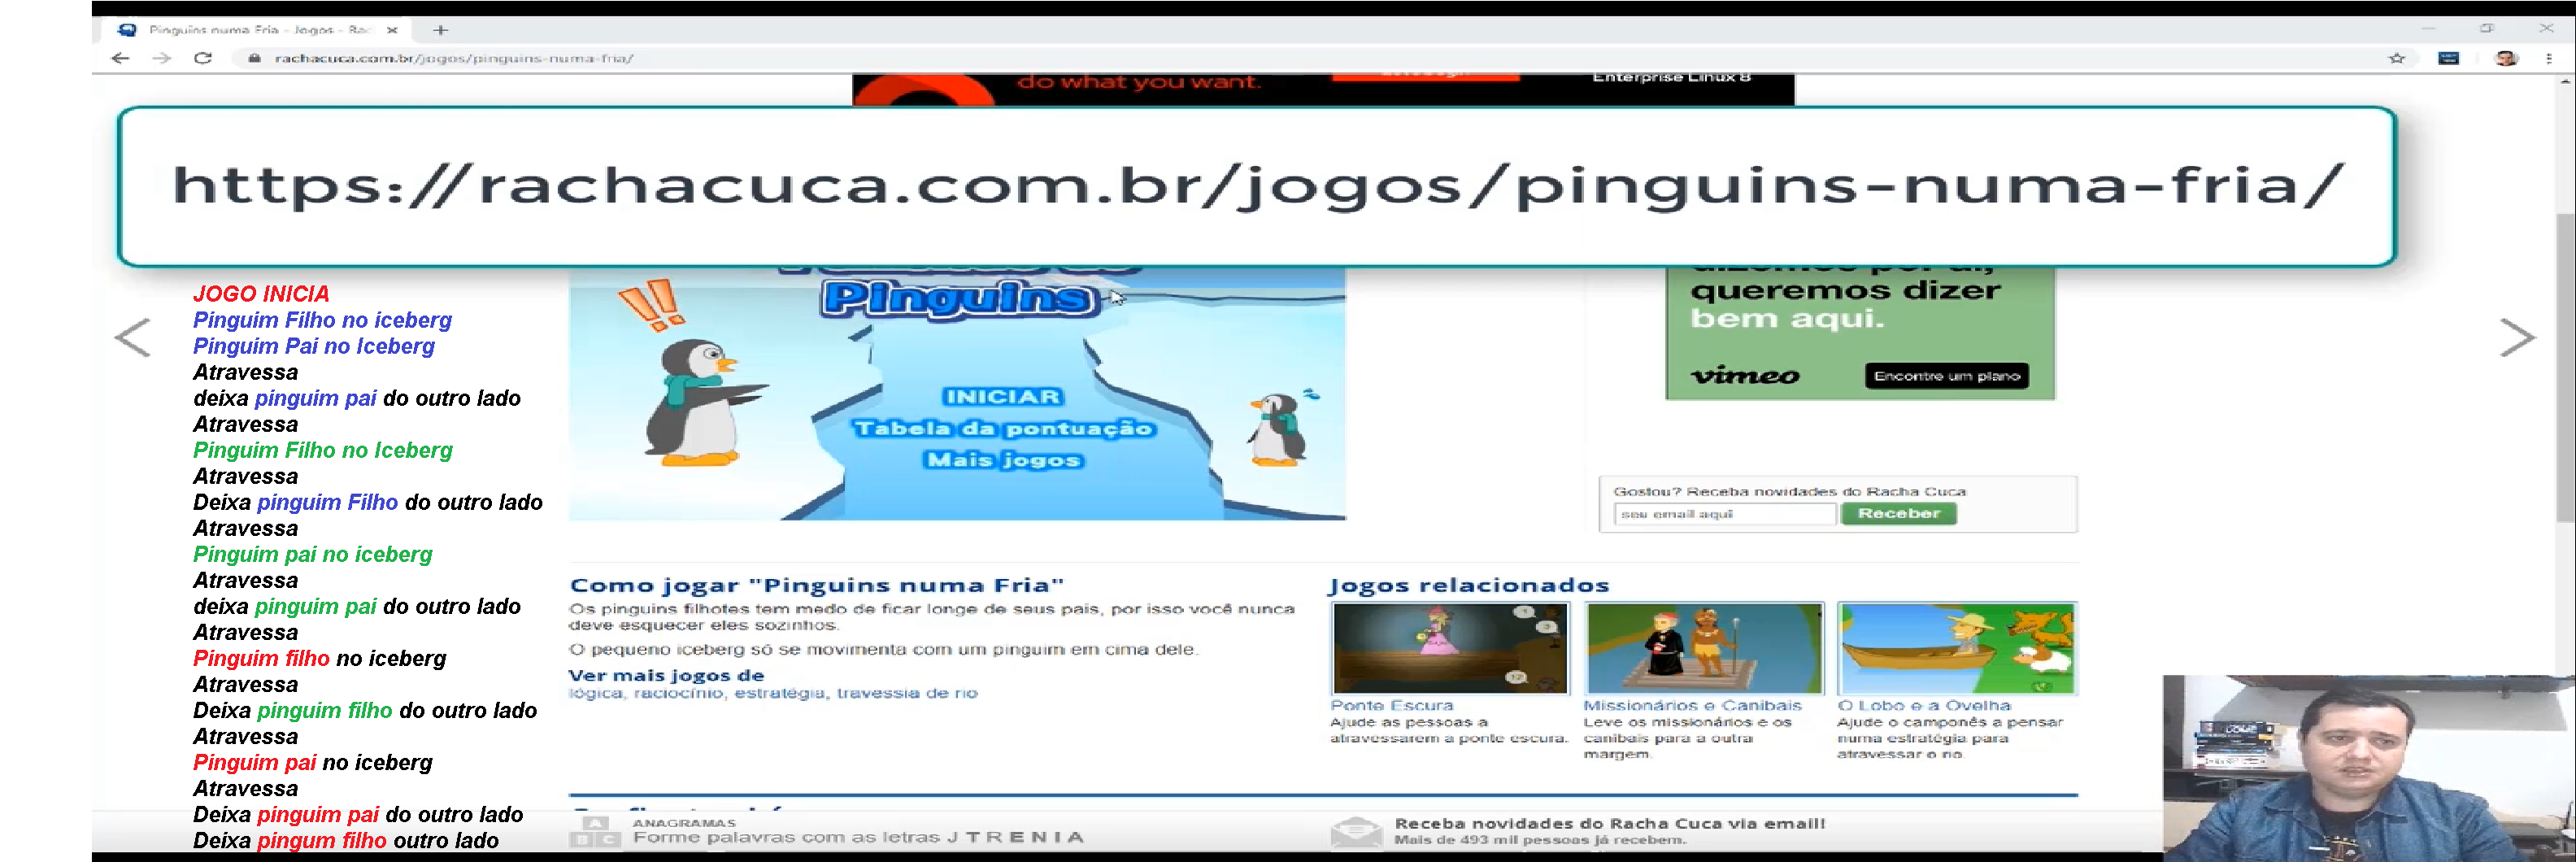 Pinguins numa Fria - Jogos - Rac
rachacuca.com.br/jogos/pinguins-numa-fria/
do what you want.
Enterprise Linux 8
https://rachacuca.com.br/jogos/pinguins-numa-fria/
JOGO INICIA
Pinguim Filho no iceberg
Pinguim Pai no Iceberg
Atravessa
deixa pinguim pai do outro lado
Atravessa
Pinguim Filho no Iceberg
Atravessa
Deixa pinguim Filho do outro lado
Atravessa
Pinguim pai no iceberg
Atravessa
deixa pinguim pai do outro lado
Atravessa
Pinguim filho no iceberg
Atravessa
Deixa pinguim filho do outro lado
Atravessa
Pinguim pai no iceberg
Atravessa
Deixa pinguim pai do outro lado
Deixa pingum filho outro lado
Pinguins
INICIAR
Tabela da pontuação
Mais jogos
queremos dizer
bem aqui.
vimeo
Encontre um plano
Gostou? Receba novidades do Racha Cuca
seu email aqui
Receber
Como jogar "Pinguins numa Fria"
Os pinguins filhotes tem medo de ficar longe de seus pais, por isso você nunca
deve esquecer eles sozinhos.
O pequeno iceberg só se movimenta com um pinguim em cima dele.
Ver mais jogos de
lógica, raciocínio, estratégia, travessia de rio
Jogos relacionados
Ponte Escura
Ajude as pessoas a
atravessarem a ponte escura.
Missionários e Canibais
Leve os missionários e os
canibais para a outra
margem.
O Lobo e a Ovelha
Ajude o camponês a pensar
numa estratégia para
atravessar o rio.
A
B C
ANAGRAMAS
Forme palavras com as letras J T R E N I A
Receba novidades do Racha Cuca via email!
Mais de 493 mil pessoas já recebem.